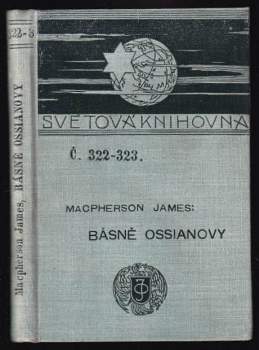 322-3
Macpherson James, BÁSNĚ OSSIANOVY
SVĚTOVÁ KNIHOVNA
Č. 322-323.
MACPHERSON JAMES:
BÁSNĚ OSSIANOVY